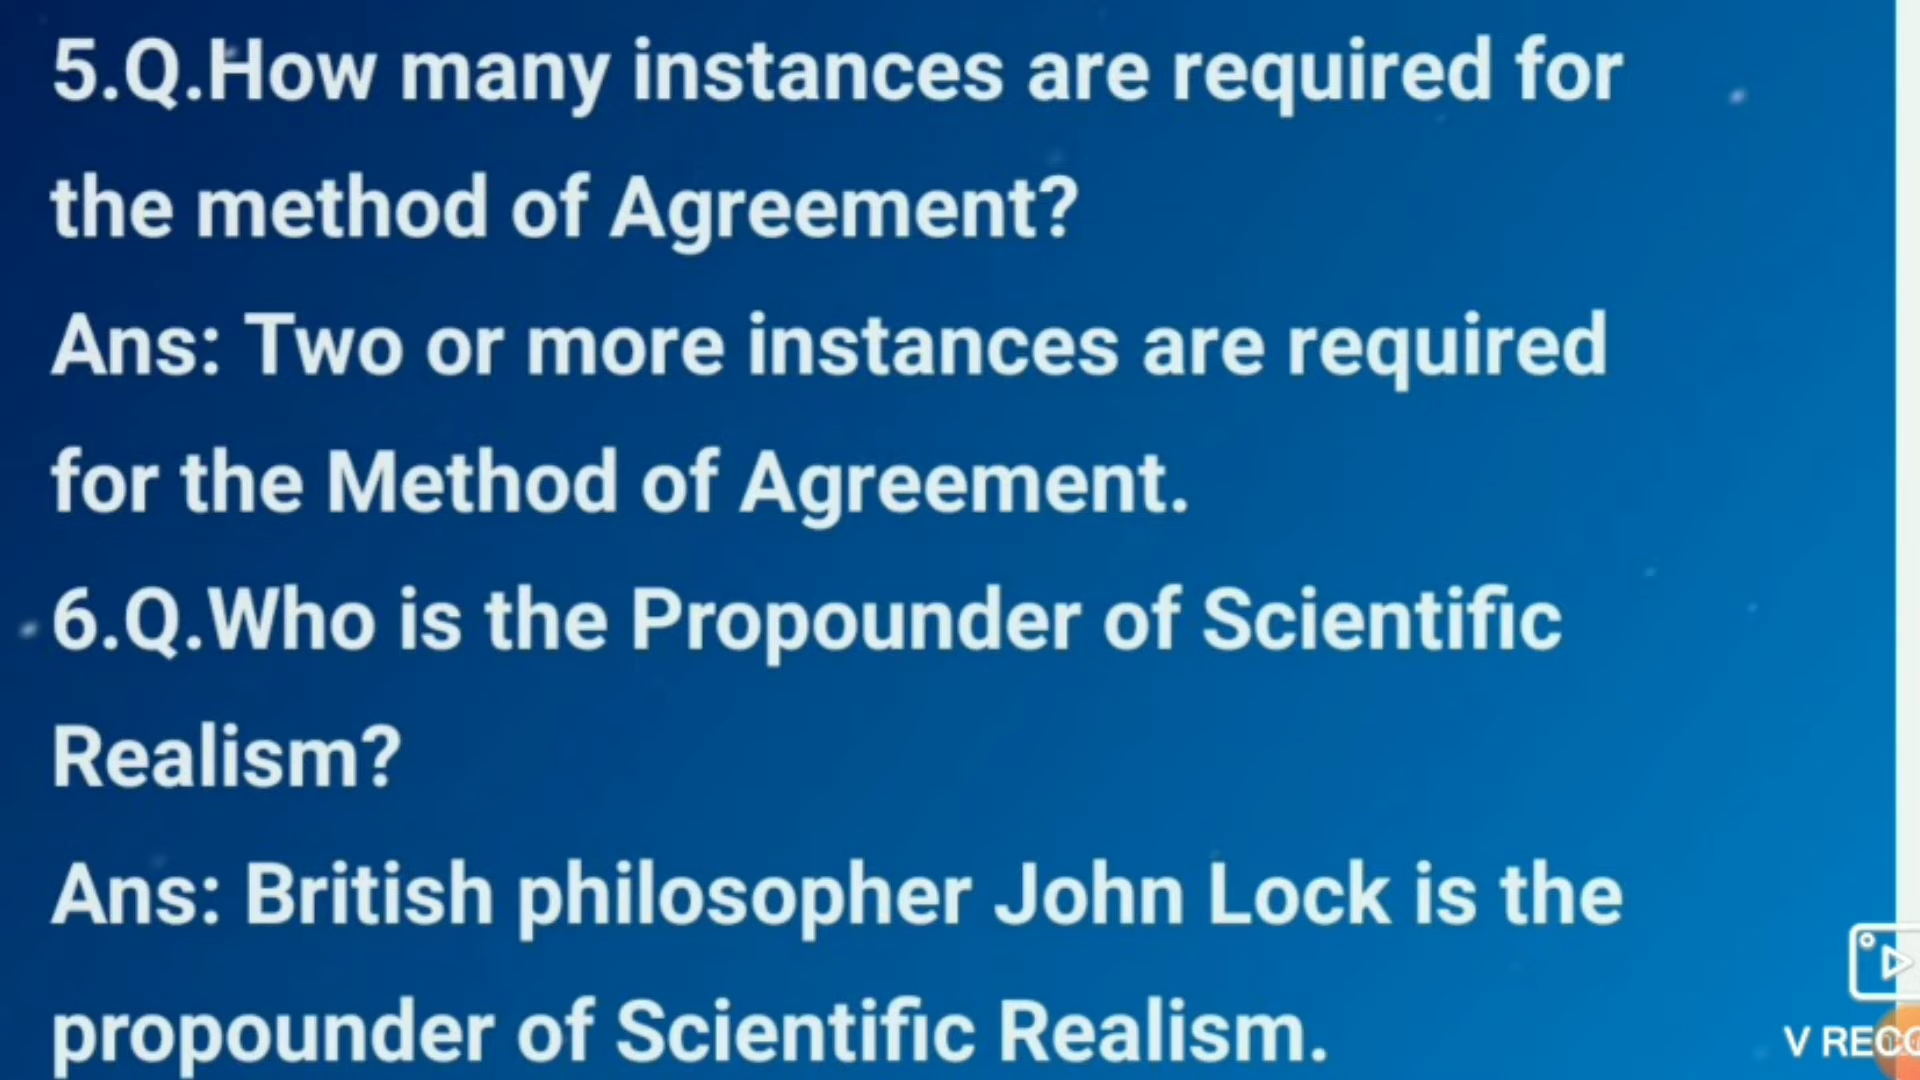 5.Q.How many instances are required for
the method of Agreement?
Ans: Two or more instances are required
for the Method of Agreement.
6.Q.Who is the Propounder of Scientific
Realism?
Ans: British philosopher John Lock is the
propounder of Scientific Realism.
V REC